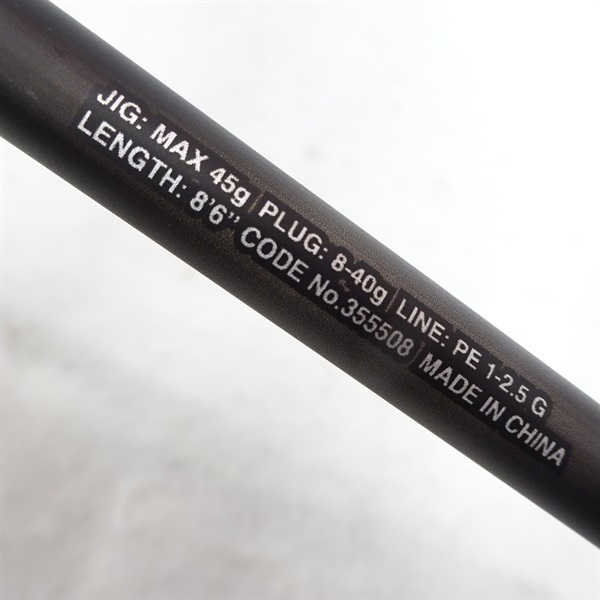 JIG: MAX 45g | PLUG: 8-40g | LINE: PE 1-2.5 G
LENGTH: 8'6" CODE No.355508 | MADE IN CHINA